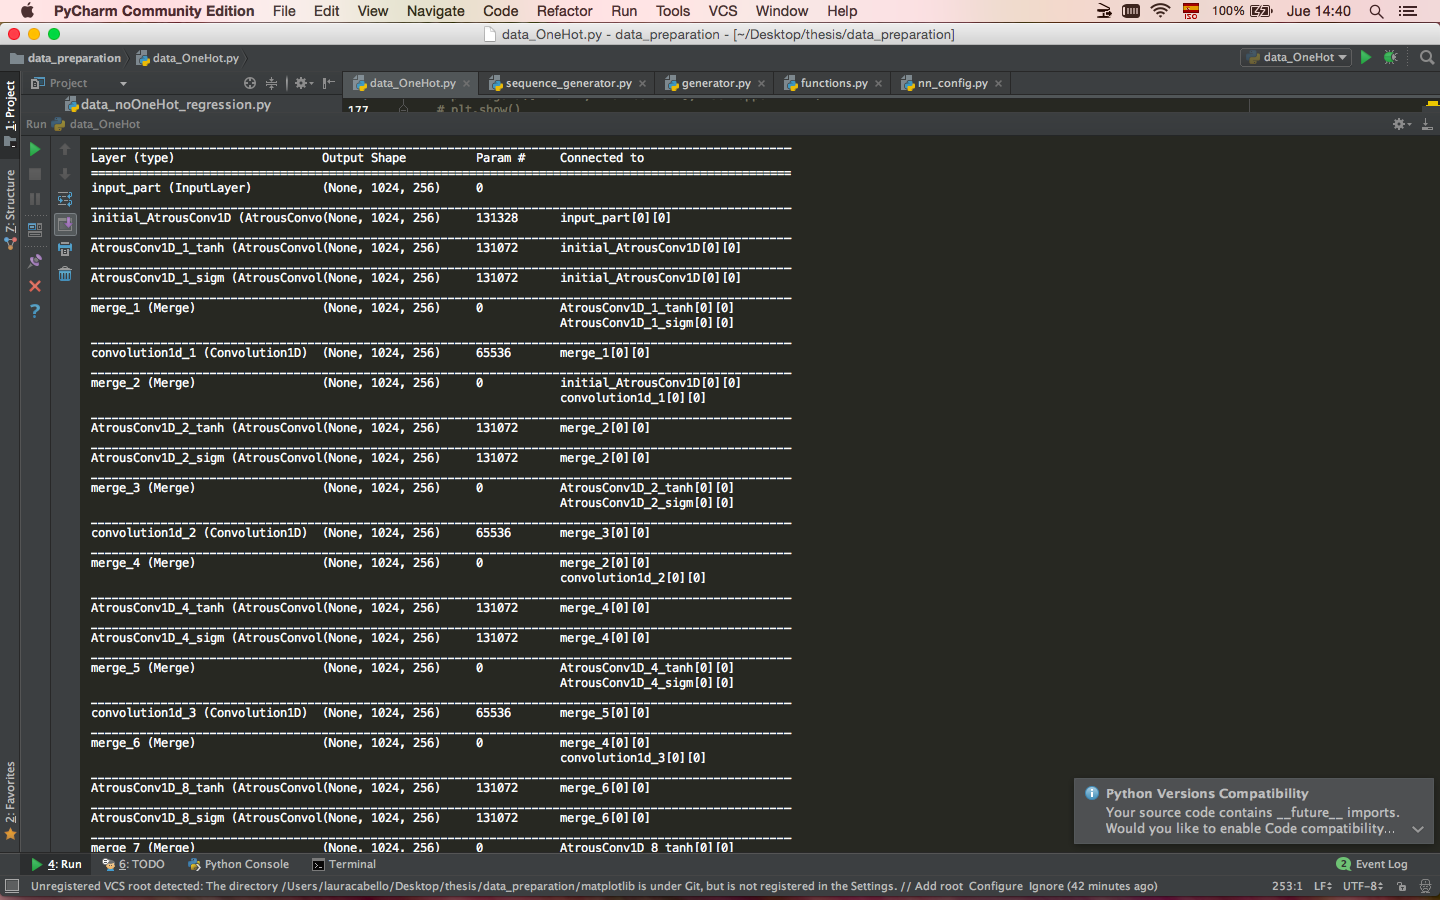 PyCharm Community Edition File Edit View Navigate Code Refactor Run Tools VCS Window Help ISO 100% Jue 14:40
data_OneHot.py - data_preparation - [~/Desktop/thesis/data_preparation]
data_preparation data_OneHot.py data_OneHot
Project data_OneHot.py sequence_generator.py generator.py functions.py nn_config.py
data_noOneHot_regression.py 177 # plt.show()
Run data_OneHot
1: Project
Z: Structure
2: Favorites
Layer (type) Output Shape Param # Connected to
input_part (InputLayer) (None, 1024, 256) 0
initial_AtrousConv1D (AtrousConvo(None, 1024, 256) 131328 input_part[0][0]
AtrousConv1D_1_tanh (AtrousConvol(None, 1024, 256) 131072 initial_AtrousConv1D[0][0]
AtrousConv1D_1_sigm (AtrousConvol(None, 1024, 256) 131072 initial_AtrousConv1D[0][0]
merge_1 (Merge) (None, 1024, 256) 0 AtrousConv1D_1_tanh[0][0]
AtrousConv1D_1_sigm[0][0]
convolution1d_1 (Convolution1D) (None, 1024, 256) 65536 merge_1[0][0]
merge_2 (Merge) (None, 1024, 256) 0 initial_AtrousConv1D[0][0]
convolution1d_1[0][0]
AtrousConv1D_2_tanh (AtrousConvol(None, 1024, 256) 131072 merge_2[0][0]
AtrousConv1D_2_sigm (AtrousConvol(None, 1024, 256) 131072 merge_2[0][0]
merge_3 (Merge) (None, 1024, 256) 0 AtrousConv1D_2_tanh[0][0]
AtrousConv1D_2_sigm[0][0]
convolution1d_2 (Convolution1D) (None, 1024, 256) 65536 merge_3[0][0]
merge_4 (Merge) (None, 1024, 256) 0 merge_2[0][0]
convolution1d_2[0][0]
AtrousConv1D_4_tanh (AtrousConvol(None, 1024, 256) 131072 merge_4[0][0]
AtrousConv1D_4_sigm (AtrousConvol(None, 1024, 256) 131072 merge_4[0][0]
merge_5 (Merge) (None, 1024, 256) 0 AtrousConv1D_4_tanh[0][0]
AtrousConv1D_4_sigm[0][0]
convolution1d_3 (Convolution1D) (None, 1024, 256) 65536 merge_5[0][0]
merge_6 (Merge) (None, 1024, 256) 0 merge_4[0][0]
convolution1d_3[0][0]
AtrousConv1D_8_tanh (AtrousConvol(None, 1024, 256) 131072 merge_6[0][0]
AtrousConv1D_8_sigm (AtrousConvol(None, 1024, 256) 131072 merge_6[0][0]
merge_7 (Merge) (None, 1024, 256) 0 AtrousConv1D_8_tanh[0][0]
Python Versions Compatibility
Your source code contains __future__ imports.
Would you like to enable Code compatibility...
4: Run 6: TODO Python Console Terminal 2 Event Log
Unregistered VCS root detected: The directory /Users/lauracabello/Desktop/thesis/data_preparation/matplotlib is under Git, but is not registered in the Settings. // Add root Configure Ignore (42 minutes ago) 253:1 LF UTF-8